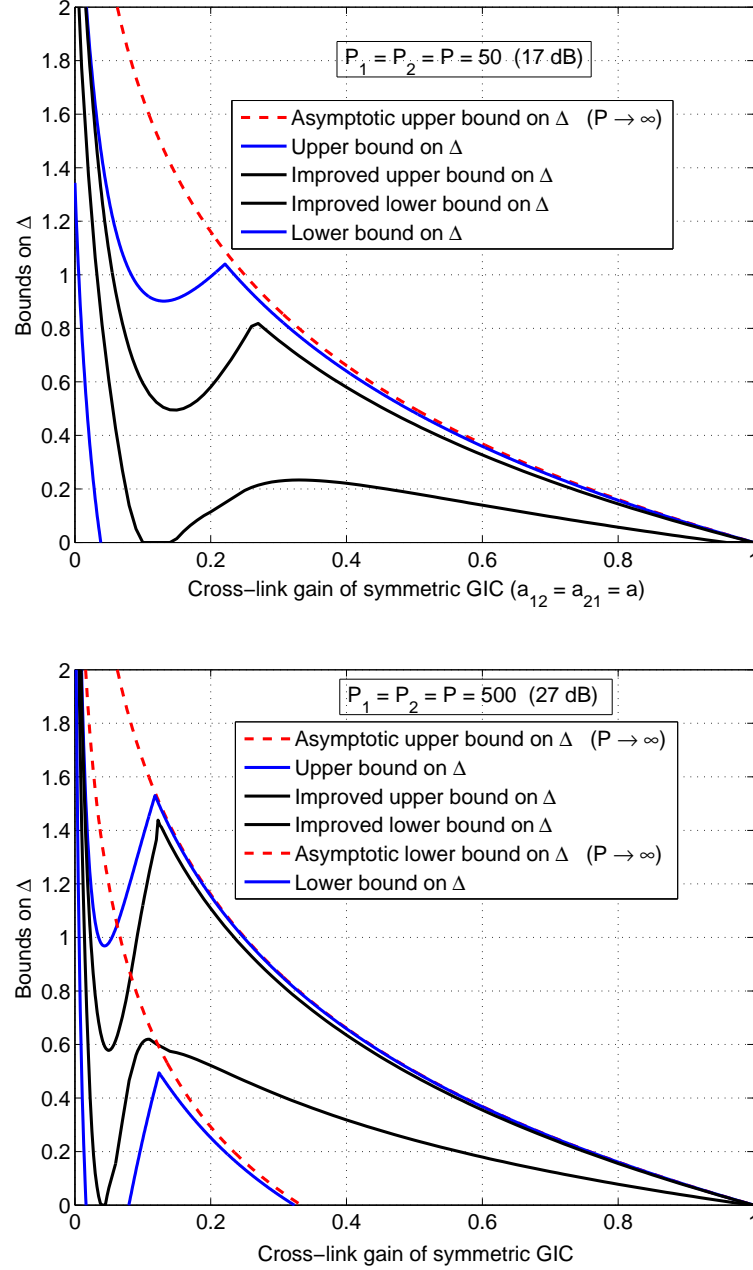 P1 = P2 = P = 50 (17 dB)
Asymptotic upper bound on Δ (P → ∞)
Upper bound on Δ
Improved upper bound on Δ
Improved lower bound on Δ
Lower bound on Δ
Bounds on Δ
2
1.8
1.6
1.4
1.2
1
0.8
0.6
0.4
0.2
0
0 0.2 0.4 0.6 0.8 1
Cross−link gain of symmetric GIC (a12 = a21 = a)
P1 = P2 = P = 500 (27 dB)
Asymptotic upper bound on Δ (P → ∞)
Upper bound on Δ
Improved upper bound on Δ
Improved lower bound on Δ
Asymptotic lower bound on Δ (P → ∞)
Lower bound on Δ
Bounds on Δ
2
1.8
1.6
1.4
1.2
1
0.8
0.6
0.4
0.2
0
0 0.2 0.4 0.6 0.8 1
Cross−link gain of symmetric GIC